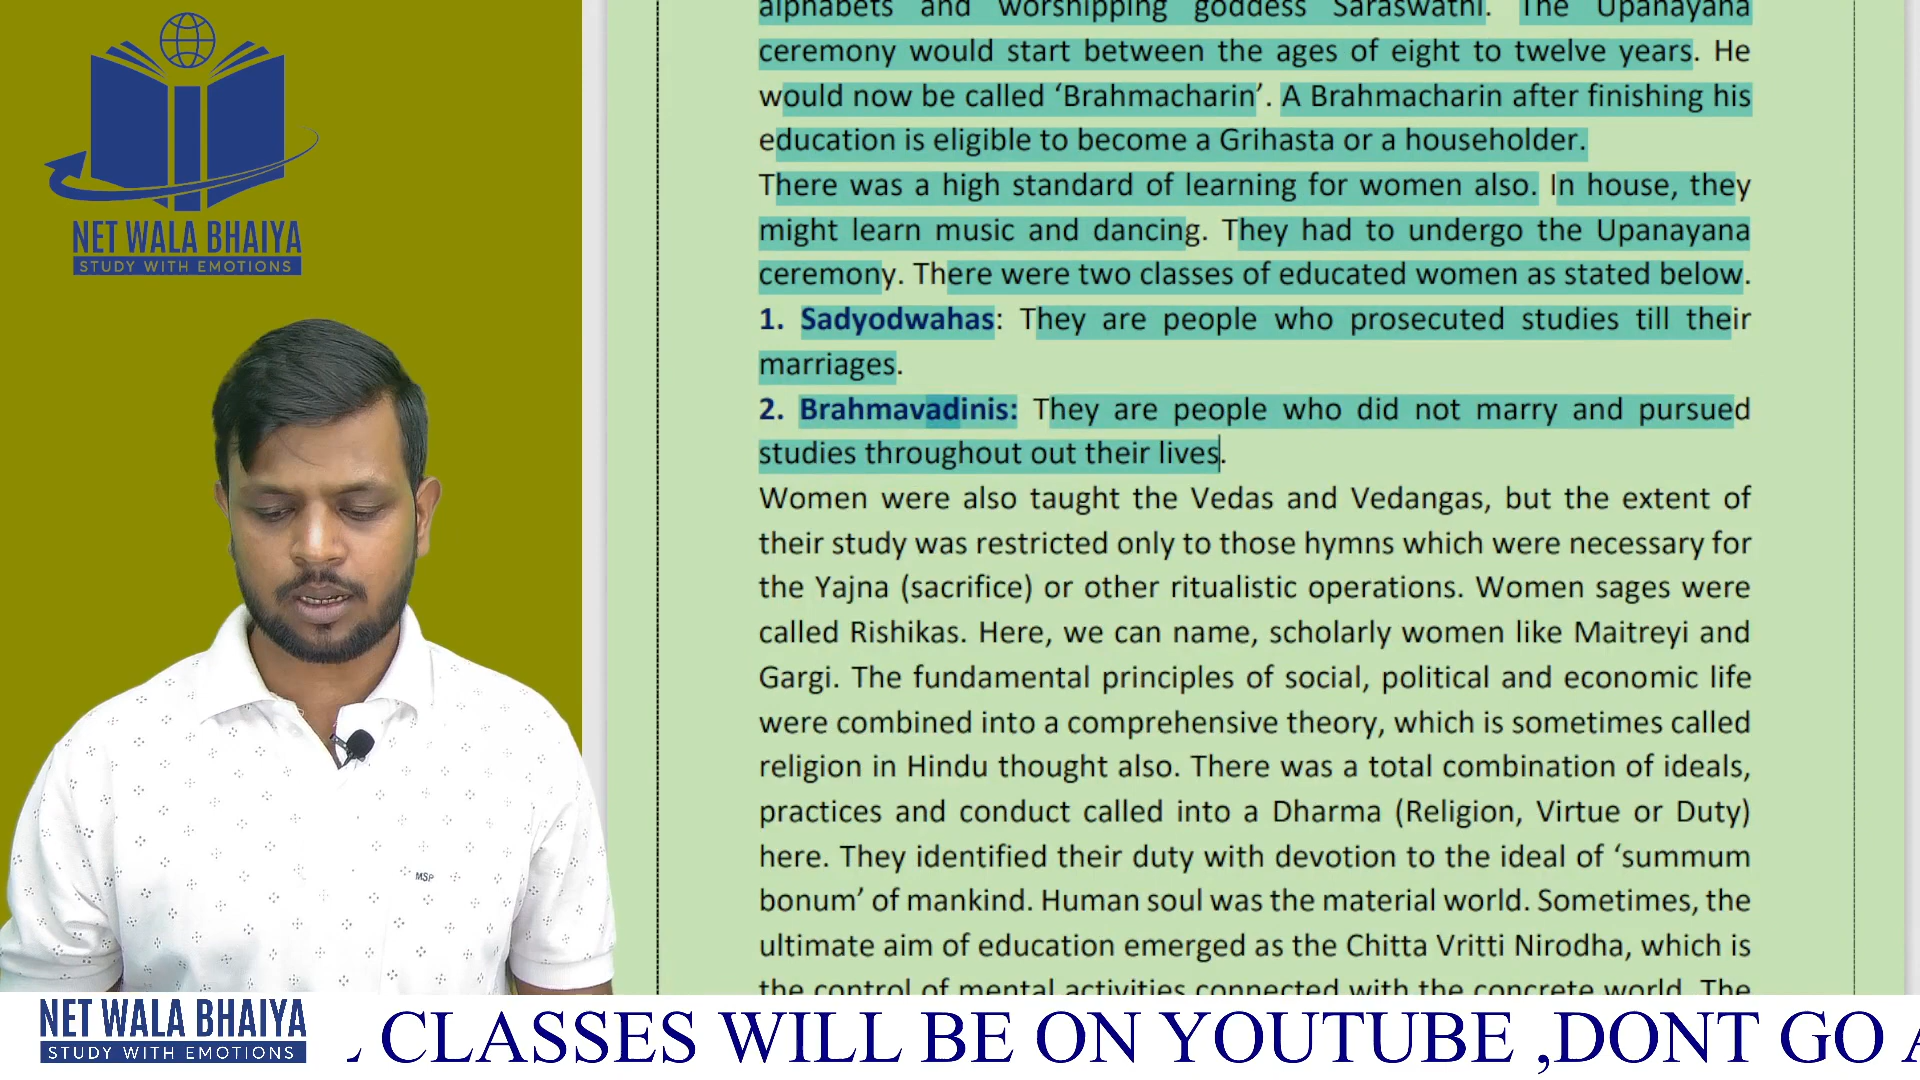 NET WALA BHAIYA
STUDY WITH EMOTIONS
MSP
alphabets and worshipping goddess Saraswathi. The Upanayana
ceremony would start between the ages of eight to twelve years. He
would now be called ‘Brahmacharin’. A Brahmacharin after finishing his
education is eligible to become a Grihasta or a householder.
There was a high standard of learning for women also. In house, they
might learn music and dancing. They had to undergo the Upanayana
ceremony. There were two classes of educated women as stated below.
1. Sadyodwahas: They are people who prosecuted studies till their
marriages.
2. Brahmavadinis: They are people who did not marry and pursued
studies throughout out their lives.
Women were also taught the Vedas and Vedangas, but the extent of
their study was restricted only to those hymns which were necessary for
the Yajna (sacrifice) or other ritualistic operations. Women sages were
called Rishikas. Here, we can name, scholarly women like Maitreyi and
Gargi. The fundamental principles of social, political and economic life
were combined into a comprehensive theory, which is sometimes called
religion in Hindu thought also. There was a total combination of ideals,
practices and conduct called into a Dharma (Religion, Virtue or Duty)
here. They identified their duty with devotion to the ideal of ‘summum
bonum’ of mankind. Human soul was the material world. Sometimes, the
ultimate aim of education emerged as the Chitta Vritti Nirodha, which is
the control of mental activities connected with the concrete world. The
NET WALA BHAIYA
STUDY WITH EMOTIONS
CLASSES WILL BE ON YOUTUBE ,DONT GO